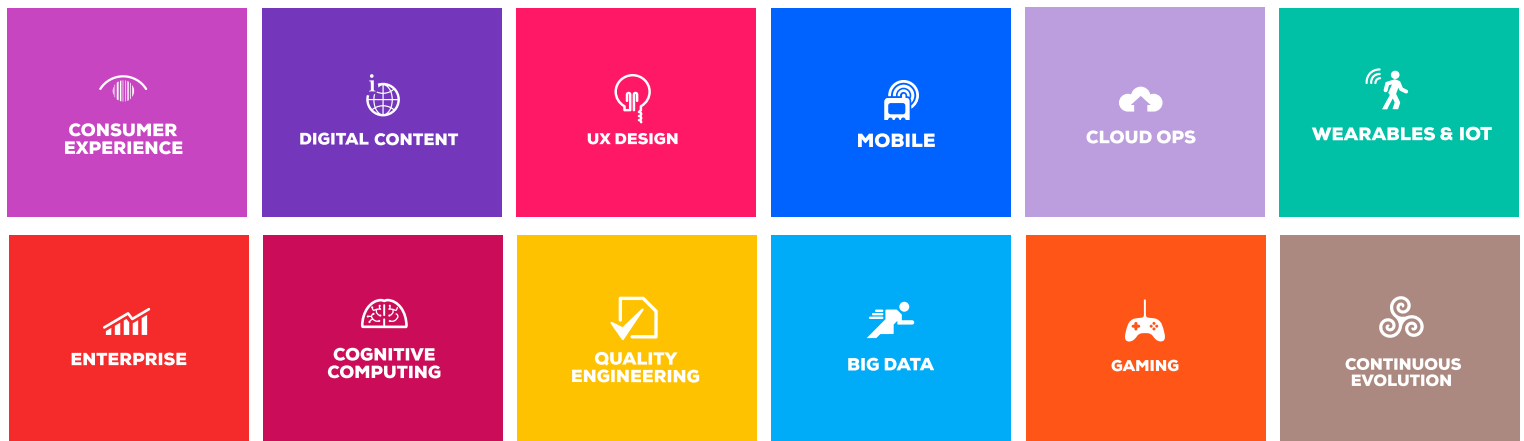 CONSUMER
EXPERIENCE
DIGITAL CONTENT
UX DESIGN
MOBILE
CLOUD OPS
WEARABLES & IOT
ENTERPRISE
COGNITIVE
COMPUTING
QUALITY
ENGINEERING
BIG DATA
GAMING
CONTINUOUS
EVOLUTION